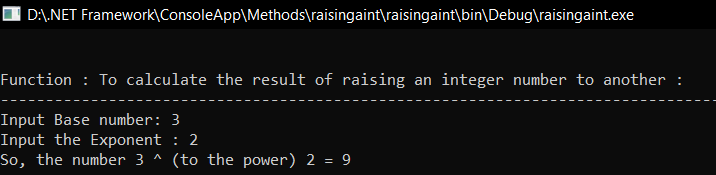 D:\.NET Framework\ConsoleApp\Methods\raisingaint\raisingaint\bin\Debug\raisingaint.exe
Function : To calculate the result of raising an integer number to another :
--------------------------------------------------------------------------------
Input Base number: 3
Input the Exponent : 2
So, the number 3 ^ (to the power) 2 = 9